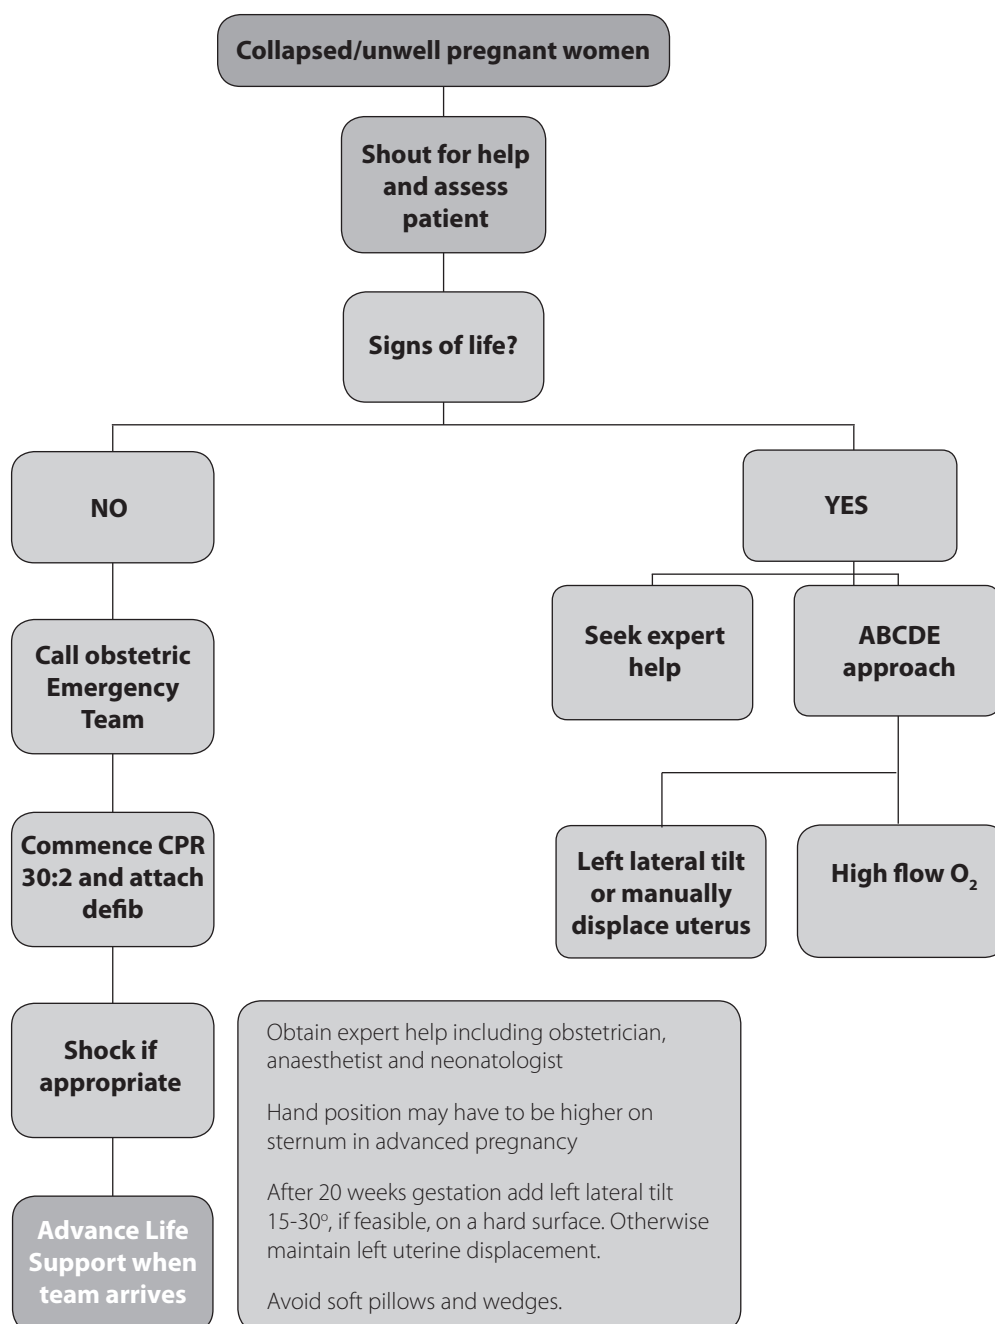 Collapsed/unwell pregnant women
Shout for help
and assess
patient
Signs of life?
NO
YES
Call obstetric
Emergency
Team
Seek expert
help
ABCDE
approach
Commence CPR
30:2 and attach
defib
Left lateral tilt
or manually
displace uterus
High flow O₂
Shock if
appropriate
Advance Life
Support when
team arrives
Obtain expert help including obstetrician,
anaesthetist and neonatologist
Hand position may have to be higher on
sternum in advanced pregnancy
After 20 weeks gestation add left lateral tilt
15-30º, if feasible, on a hard surface. Otherwise
maintain left uterine displacement.
Avoid soft pillows and wedges.